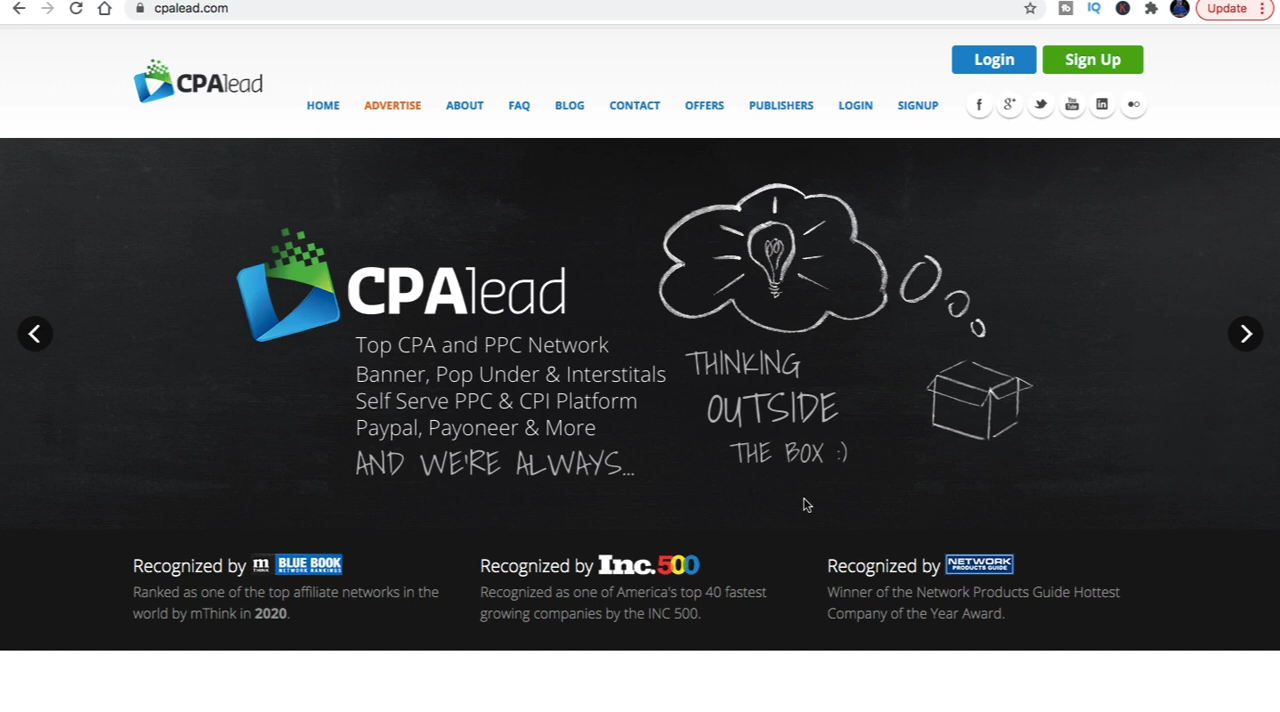 cpalead.com
Update
Login
Sign Up
CPAlead
HOME ADVERTISE ABOUT FAQ BLOG CONTACT OFFERS PUBLISHERS LOGIN SIGNUP
CPAlead
Top CPA and PPC Network
Banner, Pop Under & Interstitals
Self Serve PPC & CPI Platform
Paypal, Payoneer & More
AND WE'RE ALWAYS...
THINKING
OUTSIDE
THE BOX :)
Recognized by mTHINK BLUE BOOK NETWORK RANKINGS
Ranked as one of the top affiliate networks in the
world by mThink in 2020.
Recognized by Inc.500
Recognized as one of America's top 40 fastest
growing companies by the INC 500.
Recognized by NETWORK PRODUCTS GUIDE
Winner of the Network Products Guide Hottest
Company of the Year Award.